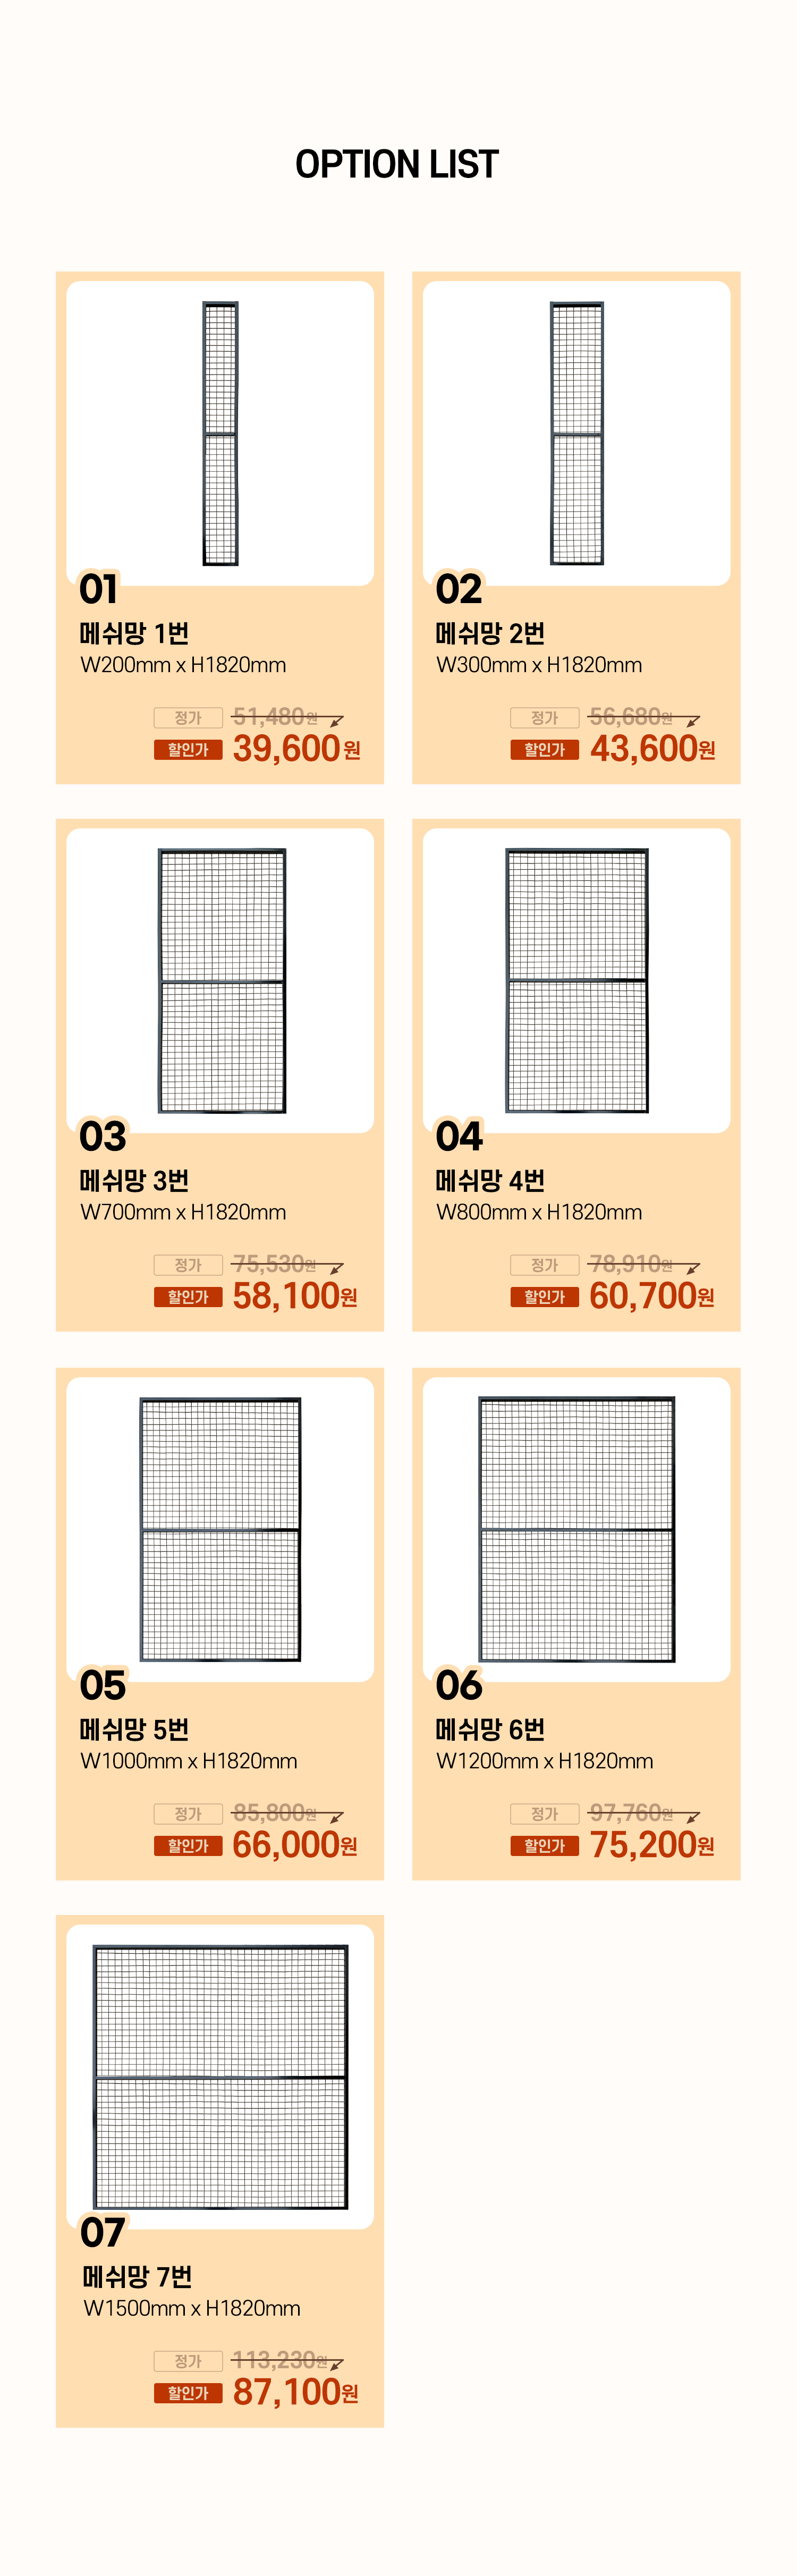 OPTION LIST
01
메쉬망 1번
W200mm x H1820mm
정가 51,480원
할인가 39,600원
02
메쉬망 2번
W300mm x H1820mm
정가 56,680원
할인가 43,600원
03
메쉬망 3번
W700mm x H1820mm
정가 75,530원
할인가 58,100원
04
메쉬망 4번
W800mm x H1820mm
정가 78,910원
할인가 60,700원
05
메쉬망 5번
W1000mm x H1820mm
정가 85,800원
할인가 66,000원
06
메쉬망 6번
W1200mm x H1820mm
정가 97,760원
할인가 75,200원
07
메쉬망 7번
W1500mm x H1820mm
정가 113,230원
할인가 87,100원